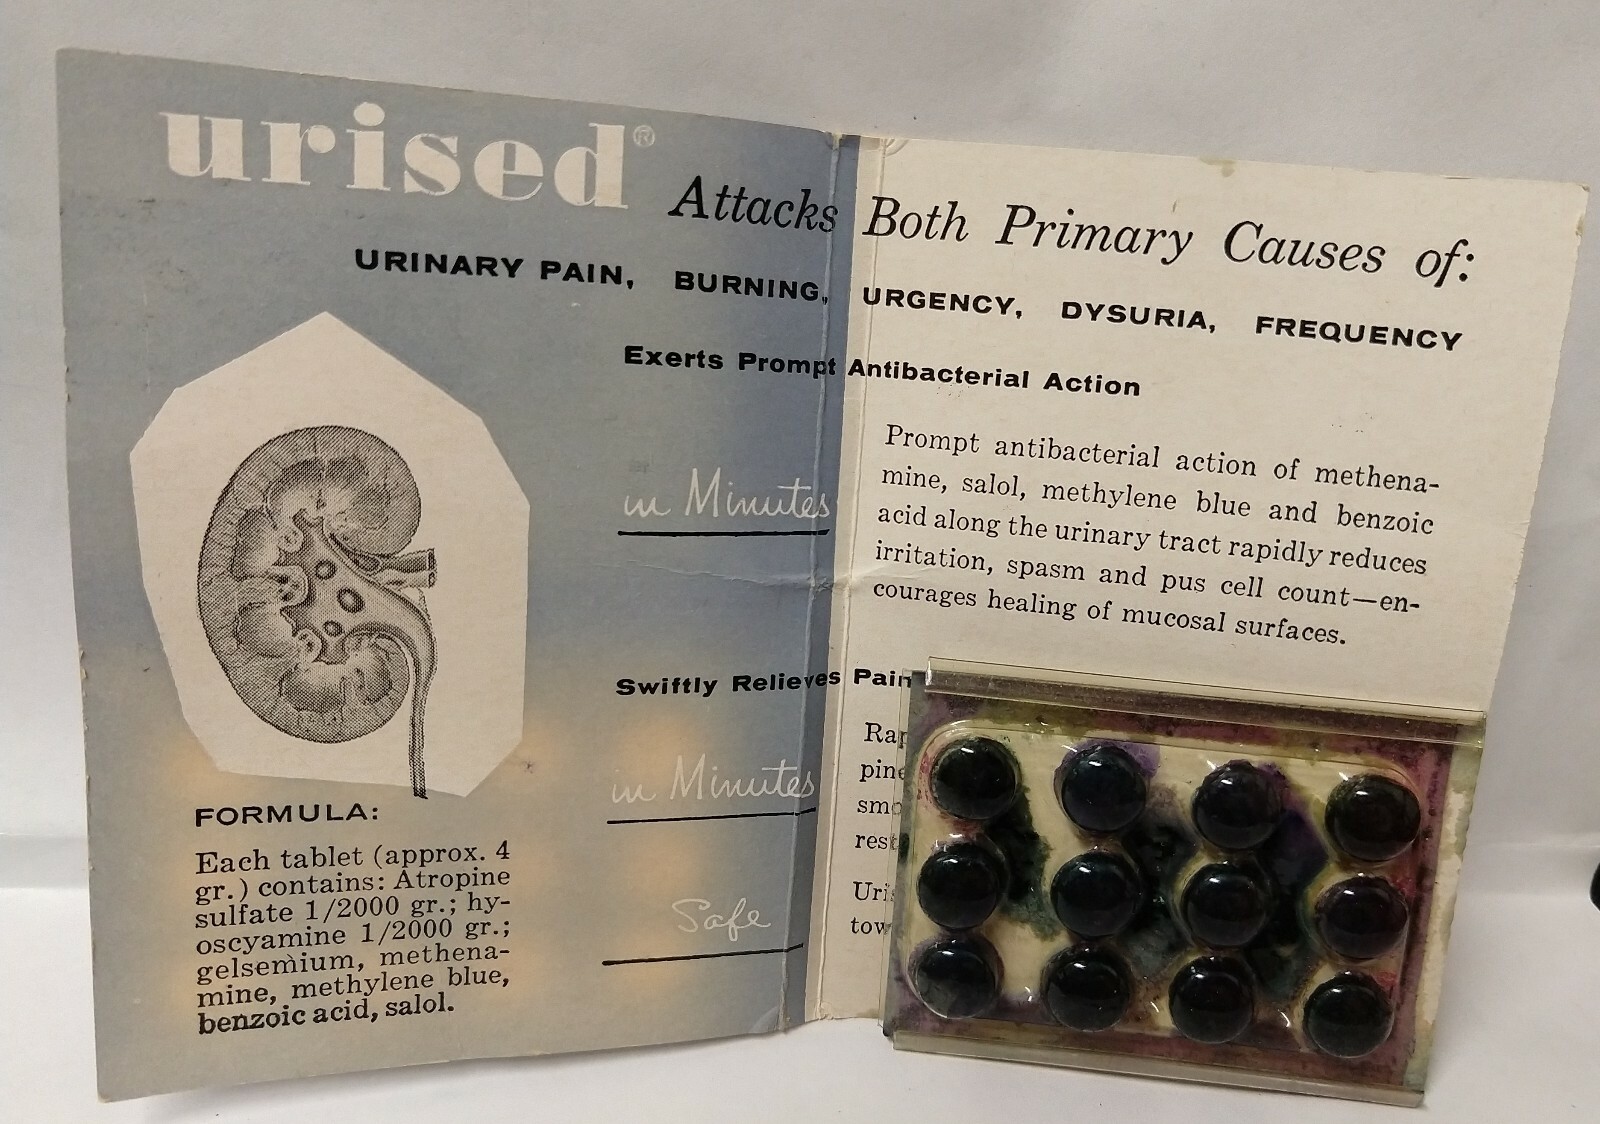 urised®
Attacks Both Primary Causes of:
URINARY PAIN, BURNING, URGENCY, DYSURIA, FREQUENCY
Exerts Prompt Antibacterial Action
in Minutes
Prompt antibacterial action of methena-
mine, salol, methylene blue and benzoic
acid along the urinary tract rapidly reduces
irritation, spasm and pus cell count—en-
courages healing of mucosal surfaces.
Swiftly Relieves Pain
in Minutes
Safe
FORMULA:
Each tablet (approx. 4
gr.) contains: Atropine
sulfate 1/2000 gr.; hy-
oscyamine 1/2000 gr.;
gelsemium, methena-
mine, methylene blue,
benzoic acid, salol.